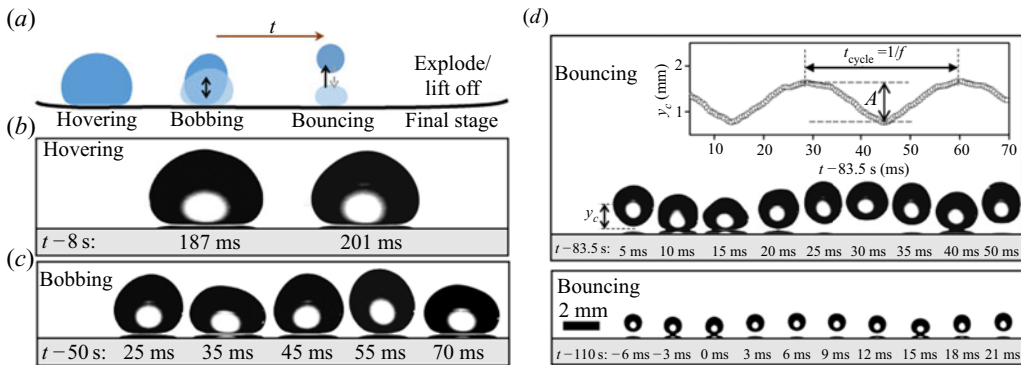 (a)
t
Explode/
lift off
Hovering Bobbing Bouncing Final stage
(b)
Hovering
t – 8 s: 187 ms 201 ms
(c)
Bobbing
t – 50 s: 25 ms 35 ms 45 ms 55 ms 70 ms
(d)
Bouncing
t_cycle = 1/f
2
1
y_c (mm)
A
10 20 30 40 50 60 70
t – 83.5 s (ms)
y_c
t – 83.5 s: 5 ms 10 ms 15 ms 20 ms 25 ms 30 ms 35 ms 40 ms 50 ms
Bouncing
2 mm
t – 110 s: –6 ms –3 ms 0 ms 3 ms 6 ms 9 ms 12 ms 15 ms 18 ms 21 ms